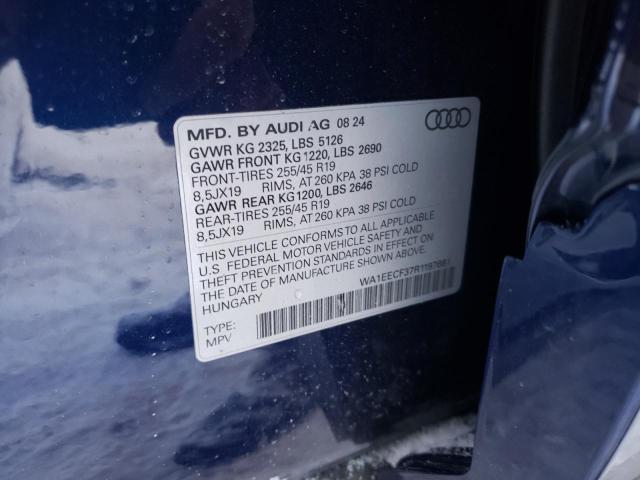 MFD. BY AUDI AG 08 24
GVWR KG 2325, LBS 5126
GAWR FRONT KG 1220, LBS 2690
FRONT-TIRES 255/45 R19
8,5JX19 RIMS, AT 260 KPA 38 PSI COLD
GAWR REAR KG1200, LBS 2646
REAR-TIRES 255/45 R19
8,5JX19 RIMS, AT 260 KPA 38 PSI COLD
THIS VEHICLE CONFORMS TO ALL APPLICABLE
U.S FEDERAL MOTOR VEHICLE SAFETY AND
THEFT PREVENTION STANDARDS IN EFFECT ON
THE DATE OF MANUFACTURE SHOWN ABOVE.
HUNGARY
WA1EECF37R1197661
TYPE:
MPV